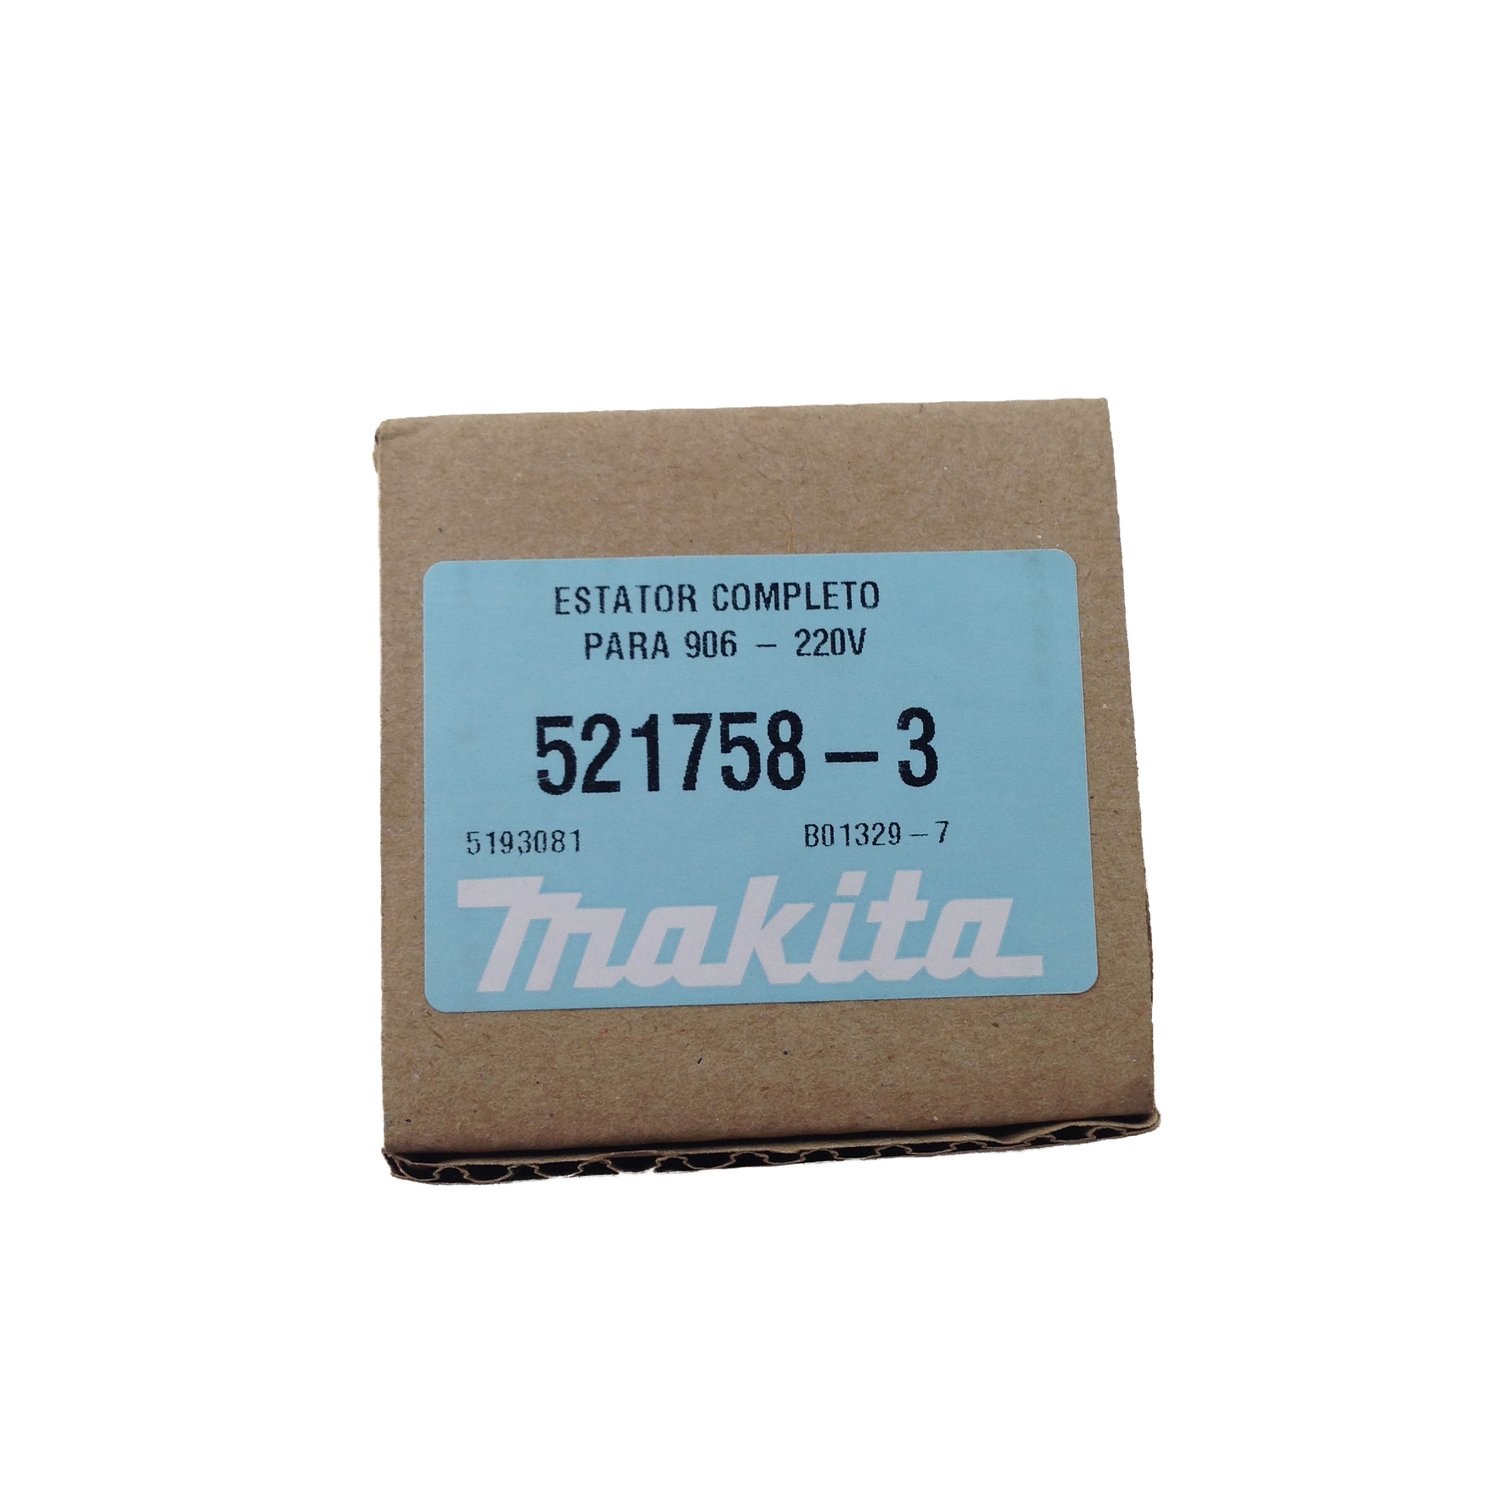 ESTATOR COMPLETO
PARA 906 - 220V
521758-3
5193081 B01329-7
makita